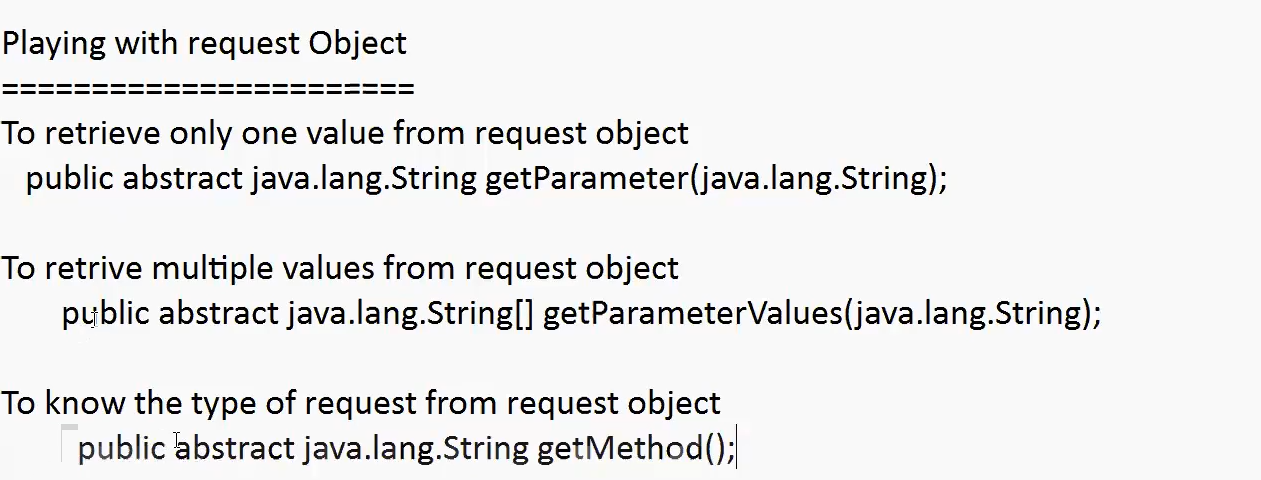 Playing with request Object
=======================
To retrieve only one value from request object
public abstract java.lang.String getParameter(java.lang.String);
To retrive multiple values from request object
public abstract java.lang.String[] getParameterValues(java.lang.String);
To know the type of request from request object
public abstract java.lang.String getMethod();